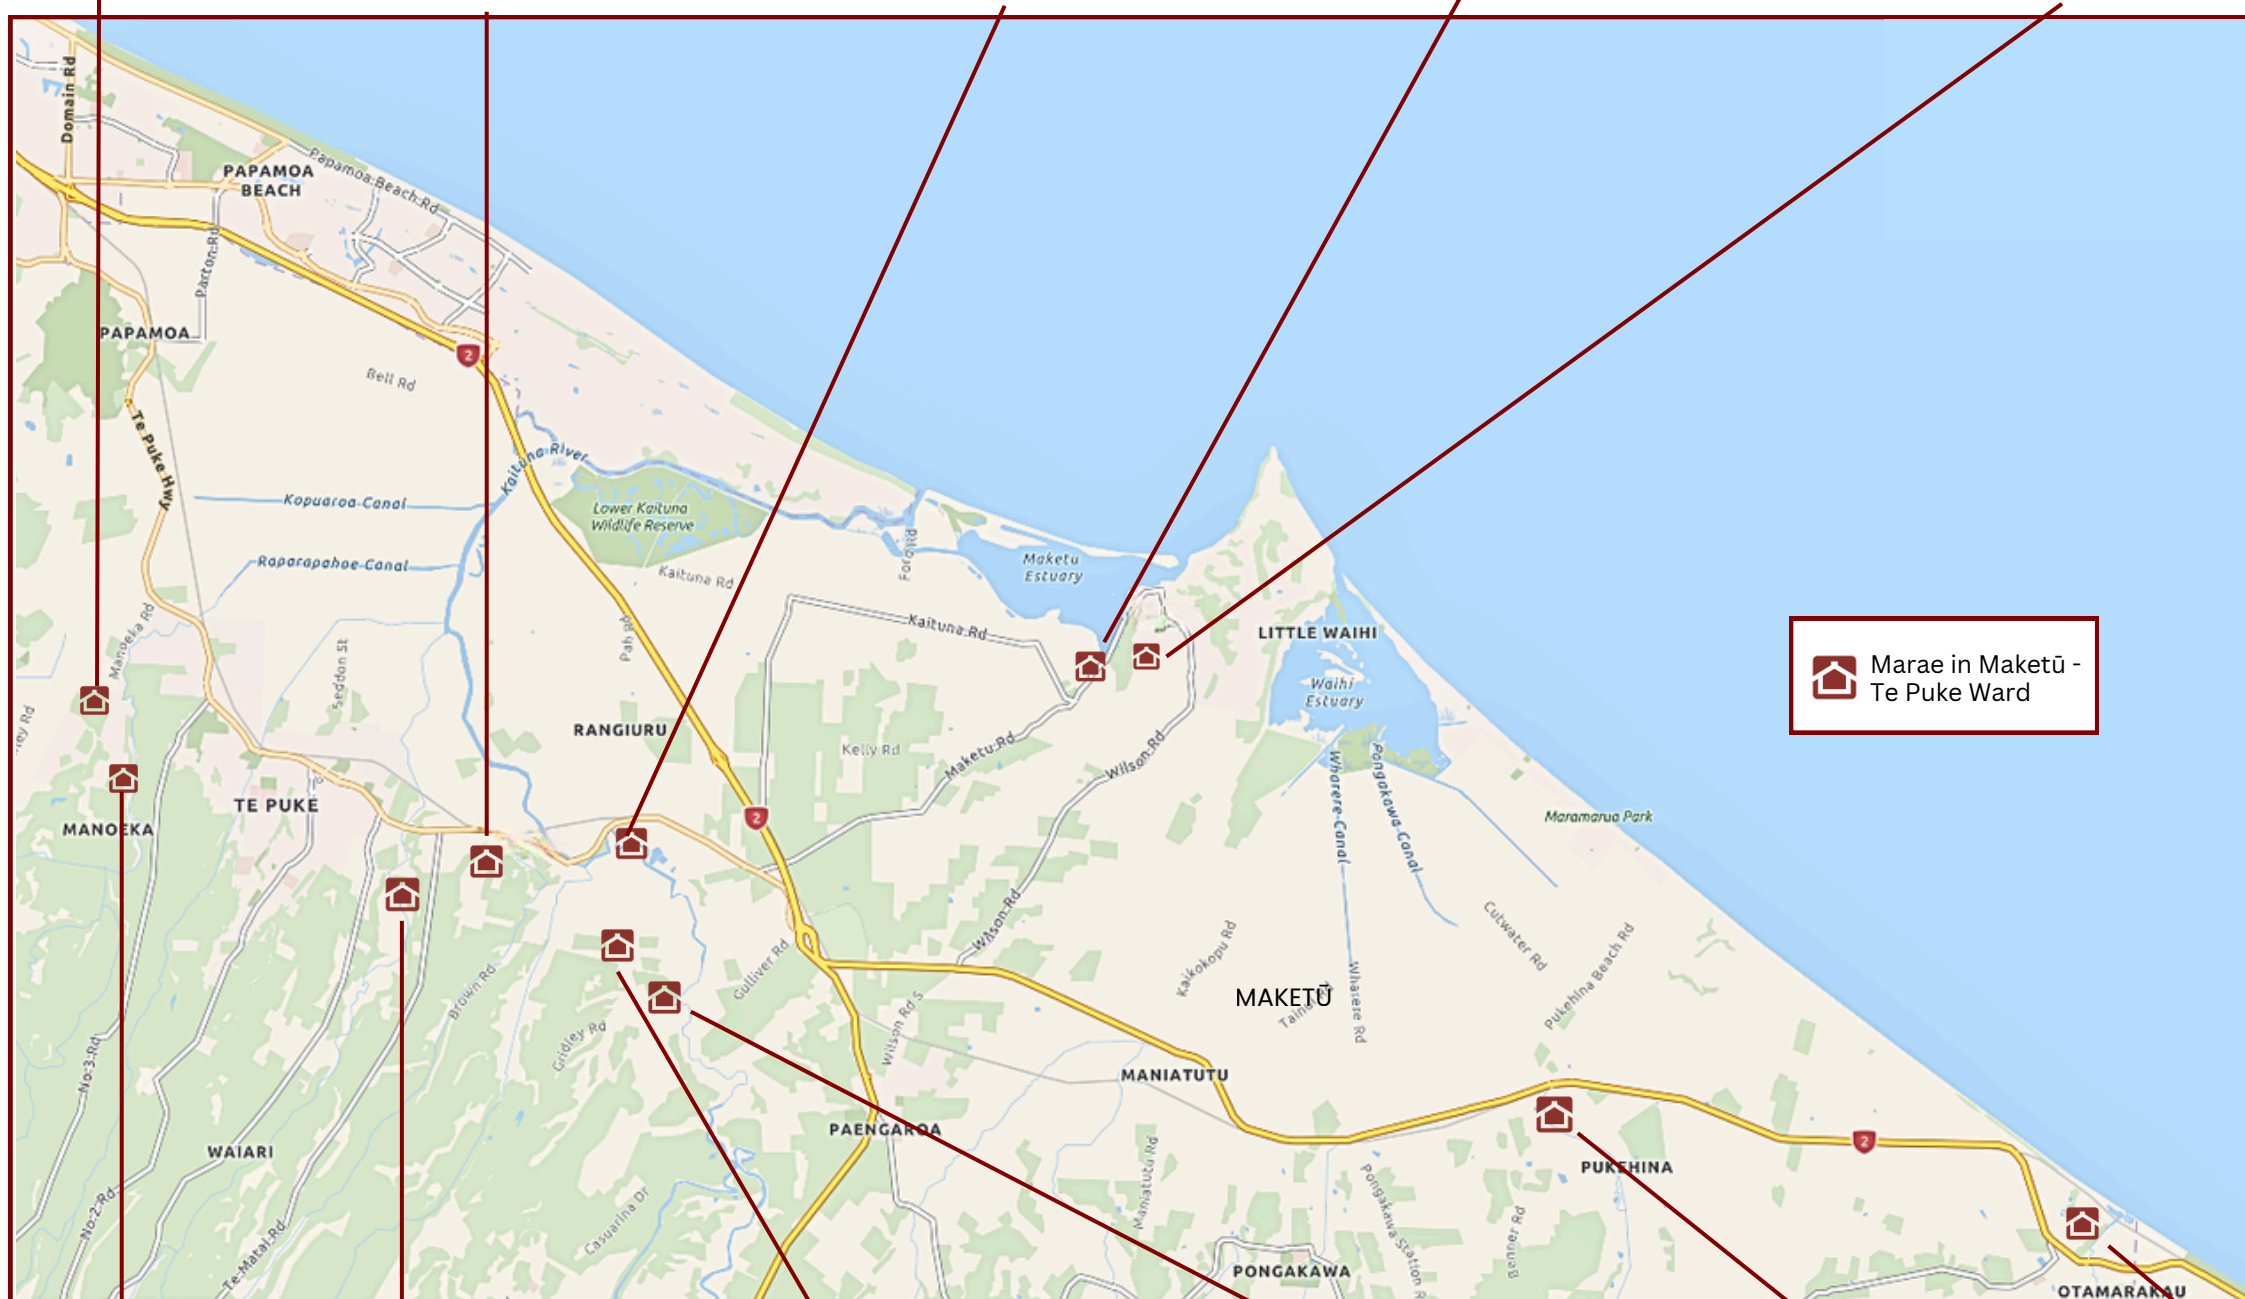 Domain Rd
PAPAMOA
BEACH
Papamoa Beach Rd
Parton Rd
PAPAMOA
2
Bell Rd
Te Puke Hwy
Kaituna River
Kopuaroa Canal
Lower Kaituna
Wildlife Reserve
Raparapahoe Canal
Kaituna Rd
Ford Rd
Maketu
Estuary
Manoeka Rd
Seddon St
Pah Rd
Kaituna Rd
LITTLE WAIHI
Waihi
Estuary
Marae in Maketū -
Te Puke Ward
RANGIURU
Kelly Rd
Maketu Rd
Wilson Rd
Wharere Canal
Pongakawa Canal
TE PUKE
MANOEKA
2
Maramarua Park
Wilson Rd
Gulliver Rd
Brown Rd
Gridley Rd
Wilson Rd S
Kaikokopu Rd
MAKETŪ
Wharere Rd
Cutwater Rd
Pukehina Beach Rd
No 3 Rd
MANIATUTU
PAENGAROA
WAIARI
No 2 Rd
Te Matai Rd
Casuarina Dr
Maniatutu Rd
Pongakawa Station R
Benner Rd
PUKEHINA
2
PONGAKAWA
OTAMARAKAU